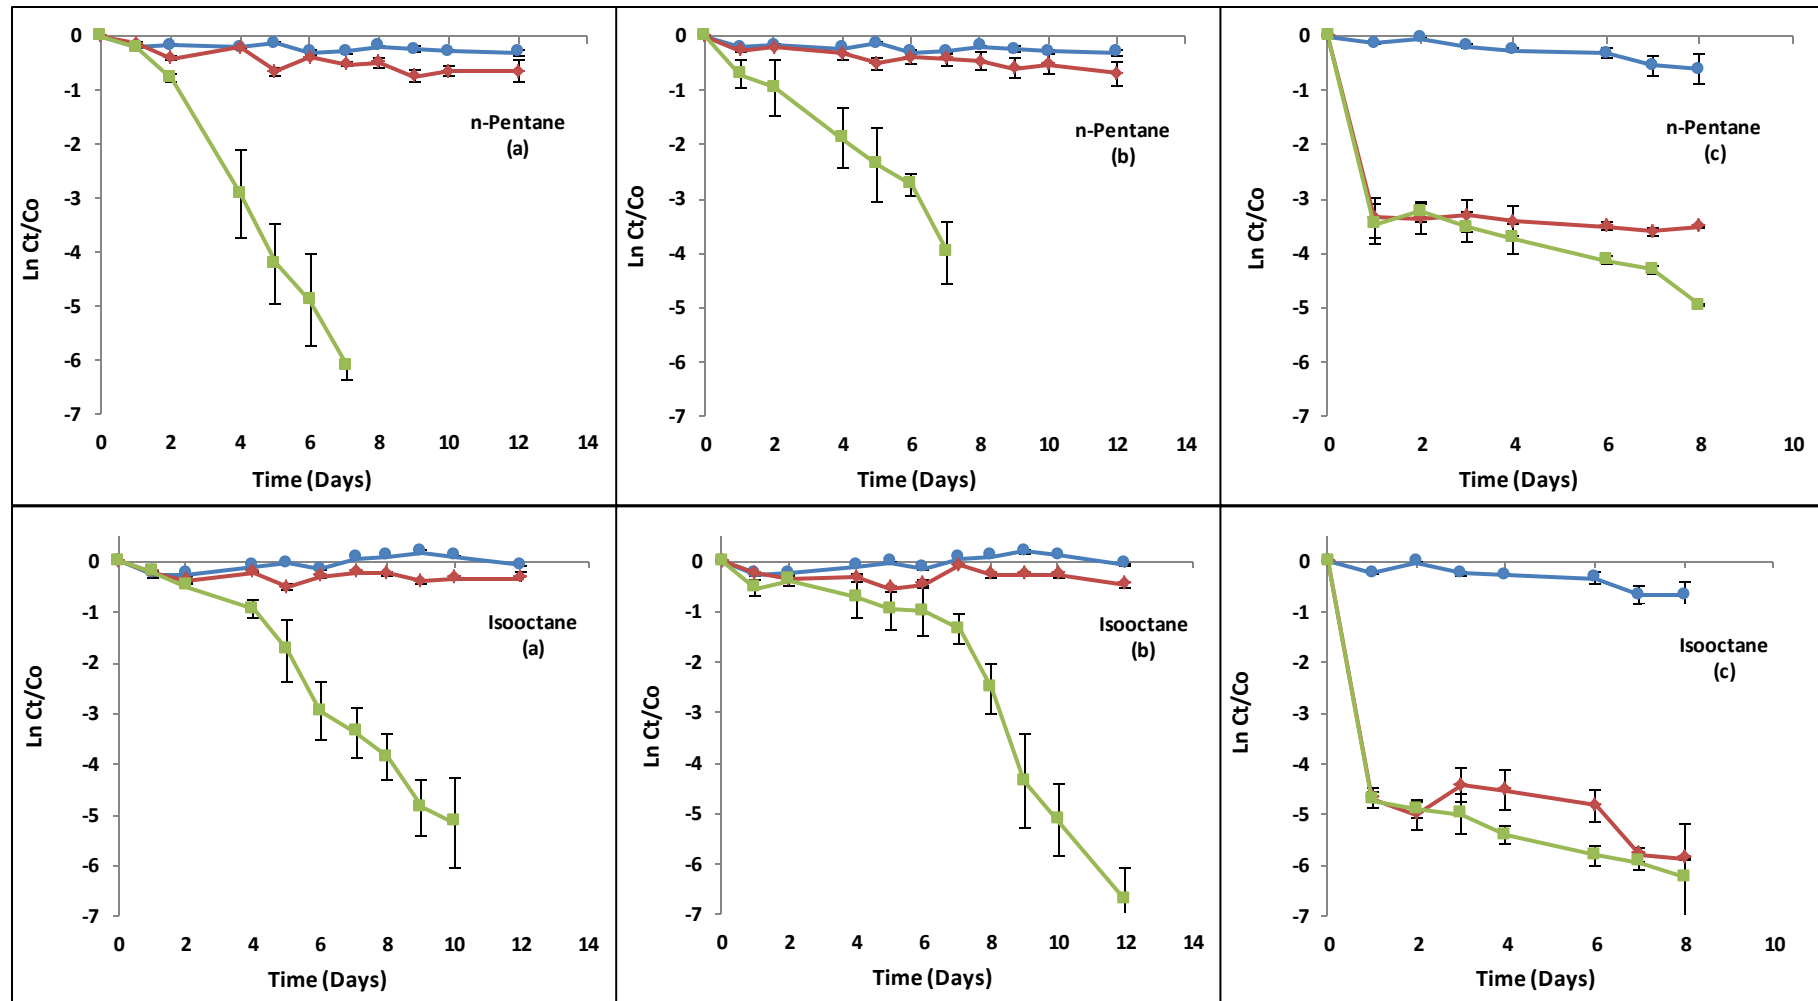 0
-1
-2
-3
-4
-5
-6
-7
0 2 4 6 8 10 12 14
Ln Ct/Co
Time (Days)
n-Pentane
(a)
0
-1
-2
-3
-4
-5
-6
-7
0 2 4 6 8 10 12 14
Ln Ct/Co
Time (Days)
n-Pentane
(b)
0
-1
-2
-3
-4
-5
-6
-7
0 2 4 6 8 10
Ln Ct/Co
Time (Days)
n-Pentane
(c)
0
-1
-2
-3
-4
-5
-6
-7
0 2 4 6 8 10 12 14
Ln Ct/Co
Time (Days)
Isooctane
(a)
0
-1
-2
-3
-4
-5
-6
-7
0 2 4 6 8 10 12 14
Ln Ct/Co
Time (Days)
Isooctane
(b)
0
-1
-2
-3
-4
-5
-6
-7
0 2 4 6 8 10
Ln Ct/Co
Time (Days)
Isooctane
(c)